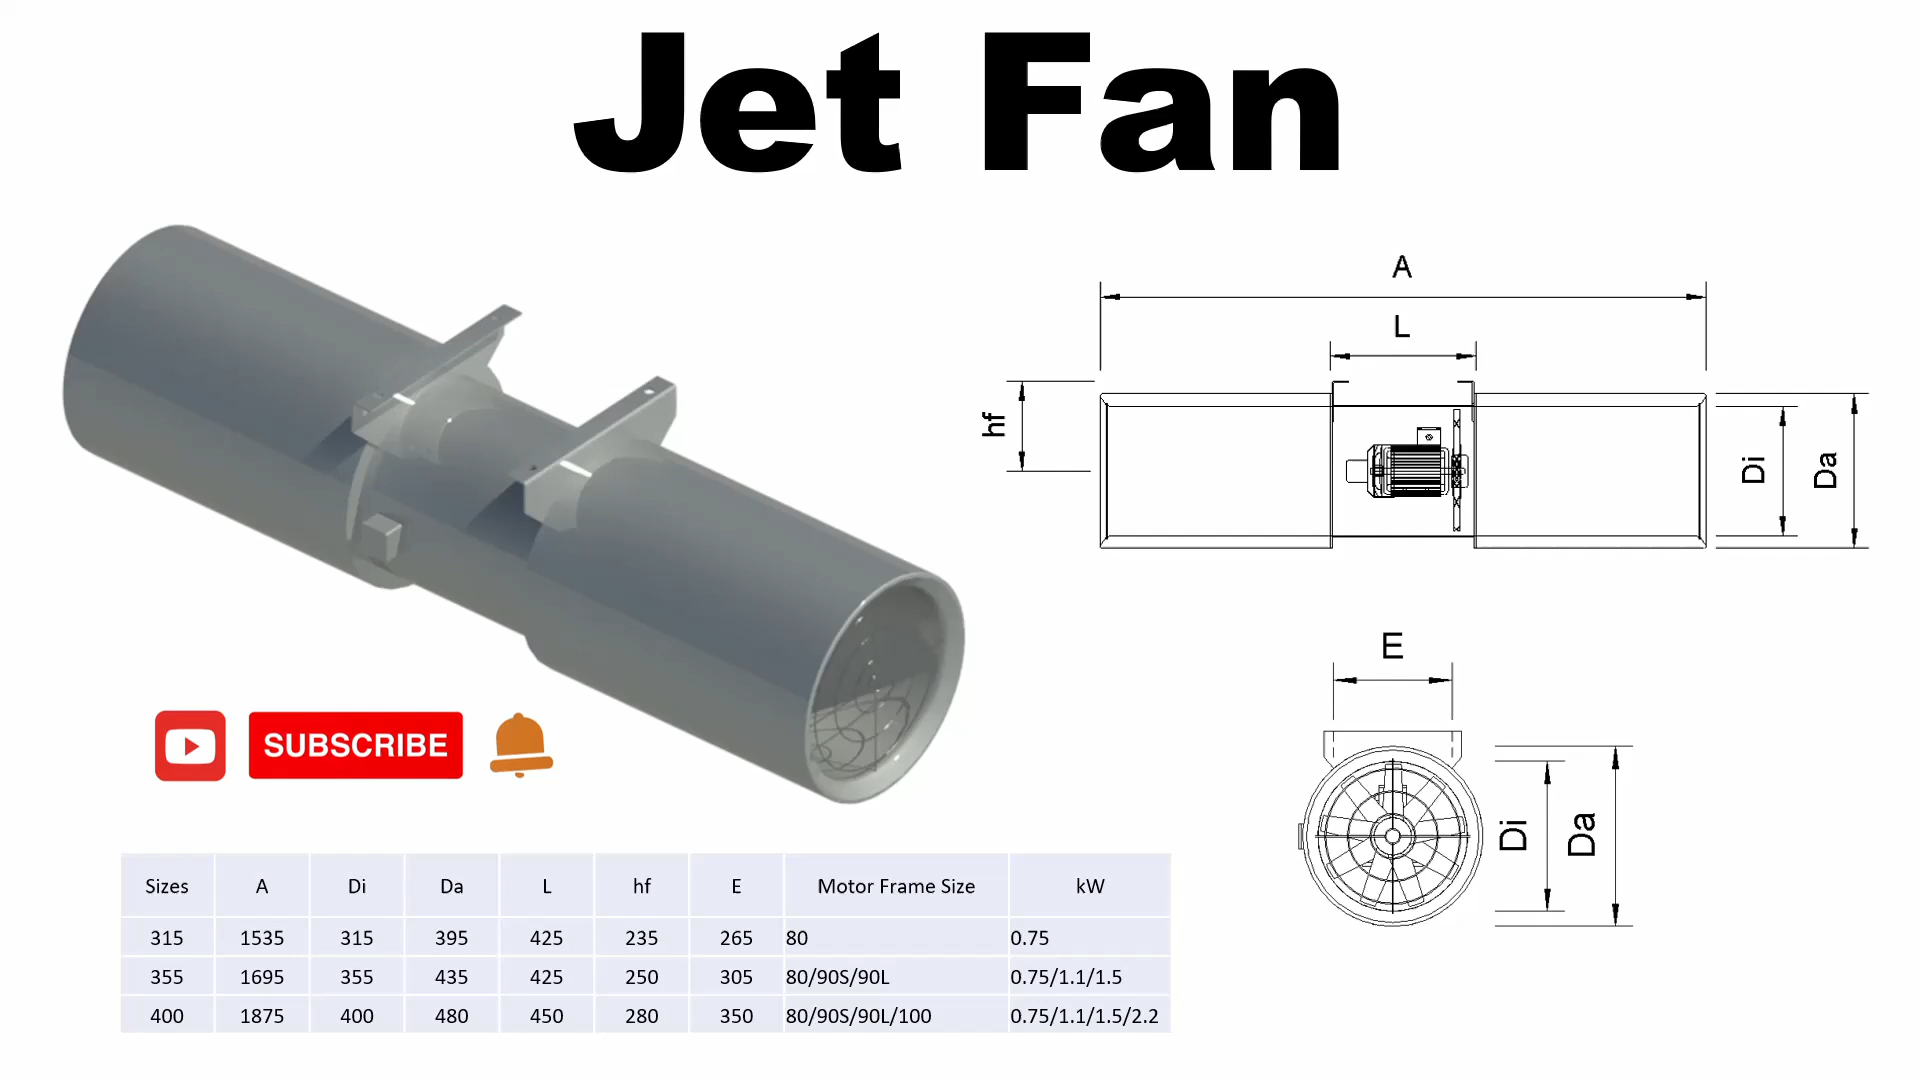 Jet Fan
A
L
hf
Di
Da
E
Di
Da
SUBSCRIBE
Sizes A Di Da L hf E Motor Frame Size kW
315 1535 315 395 425 235 265 80 0.75
355 1695 355 435 425 250 305 80/90S/90L 0.75/1.1/1.5
400 1875 400 480 450 280 350 80/90S/90L/100 0.75/1.1/1.5/2.2